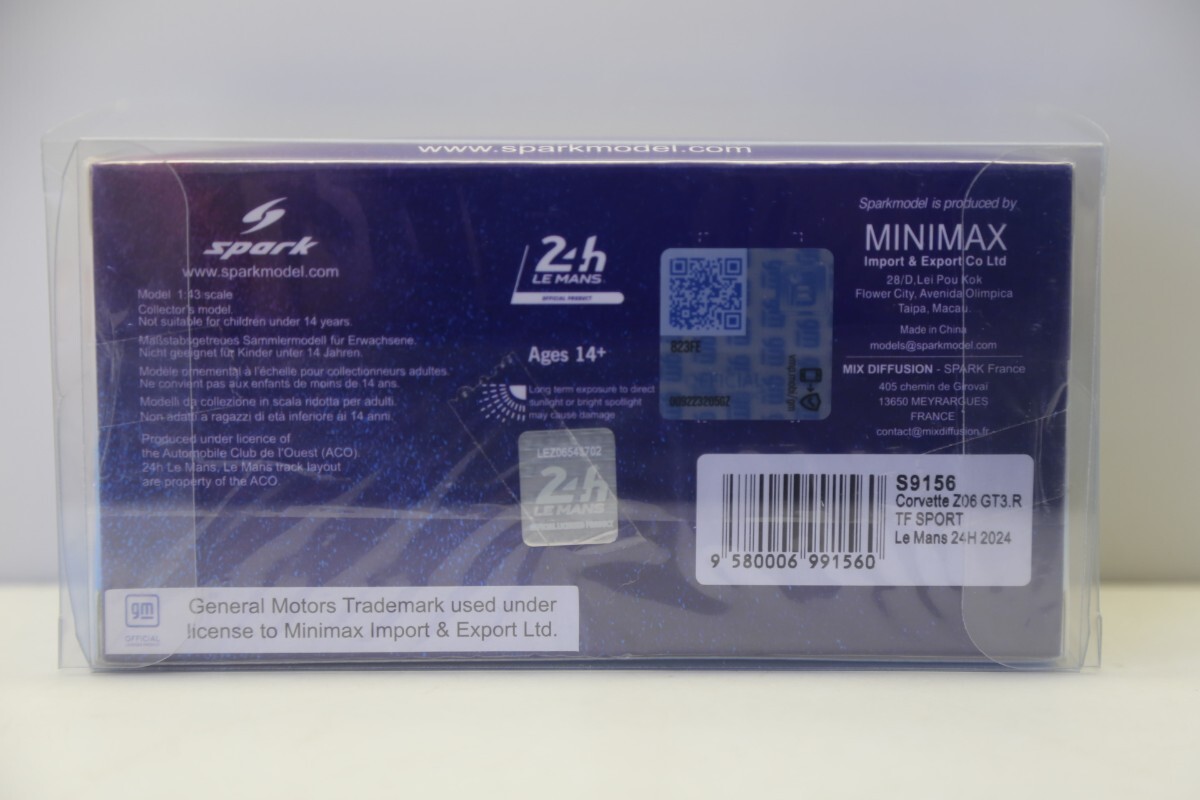 www.sparkmodel.com
spark
www.sparkmodel.com
Model 1:43 scale
Collector's model.
Not suitable for children under 14 years.
Maßstabsgetreues Sammlermodell für Erwachsene.
Nicht geeignet für Kinder unter 14 Jahren.
Modèle ornemental à l'échelle pour collectionneurs adultes.
Ne convient pas aux enfants de moins de 14 ans.
Modelli da collezione in scala ridotta per adulti.
Non adatti a ragazzi di età inferiore ai 14 anni.
Produced under licence of
the Automobile Club de l'Ouest (ACO).
24h Le Mans, Le Mans track layout
are property of the ACO.
24h
LE MANS
OFFICIAL PRODUCT
Ages 14+
Long term exposure to direct
sunlight or bright spotlight
may cause damage
24h
LE MANS
B23FE
Sparkmodel is produced by
MINIMAX
Import & Export Co Ltd
28/D,Lei Pou Kok
Flower City, Avenida Olimpica
Taipa, Macau.
Made in China
models@sparkmodel.com
MIX DIFFUSION - SPARK France
405 chemin de Giroval
13650 MEYRARGUES
FRANCE
contact@mixdiffusion.fr
S9156
Corvette Z06 GT3.R
TF SPORT
Le Mans 24H 2024
9 580006 991560
gm
OFFICIAL
General Motors Trademark used under
license to Minimax Import & Export Ltd.